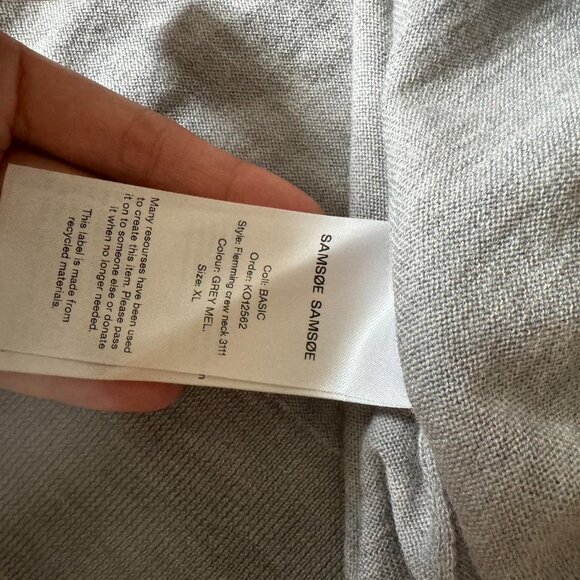 SAMSØE SAMSØE
Coll: BASIC
Order: KO12562
Style: Flemming crew neck 3111
Colour: GREY MEL.
Size: XL
Many resourses have been used
to create this item. Please pass
it on to someone else or donate
it when no longer needed.
This label is made from
recycled materials.